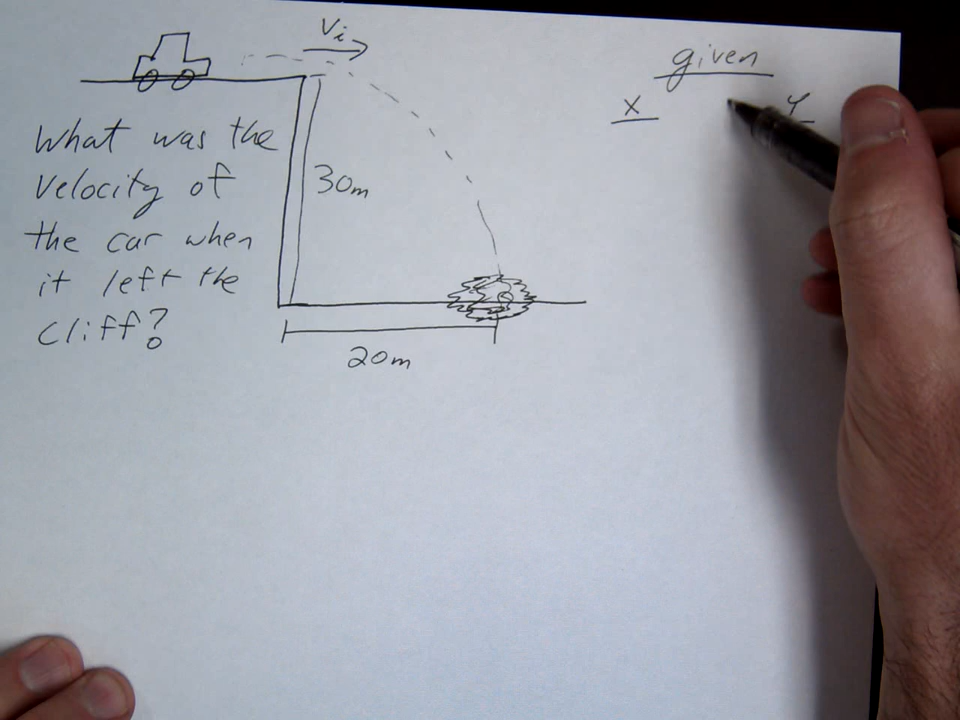 Vi
given
x y
What was the
velocity of
the car when
it left the
cliff?
30m
20m